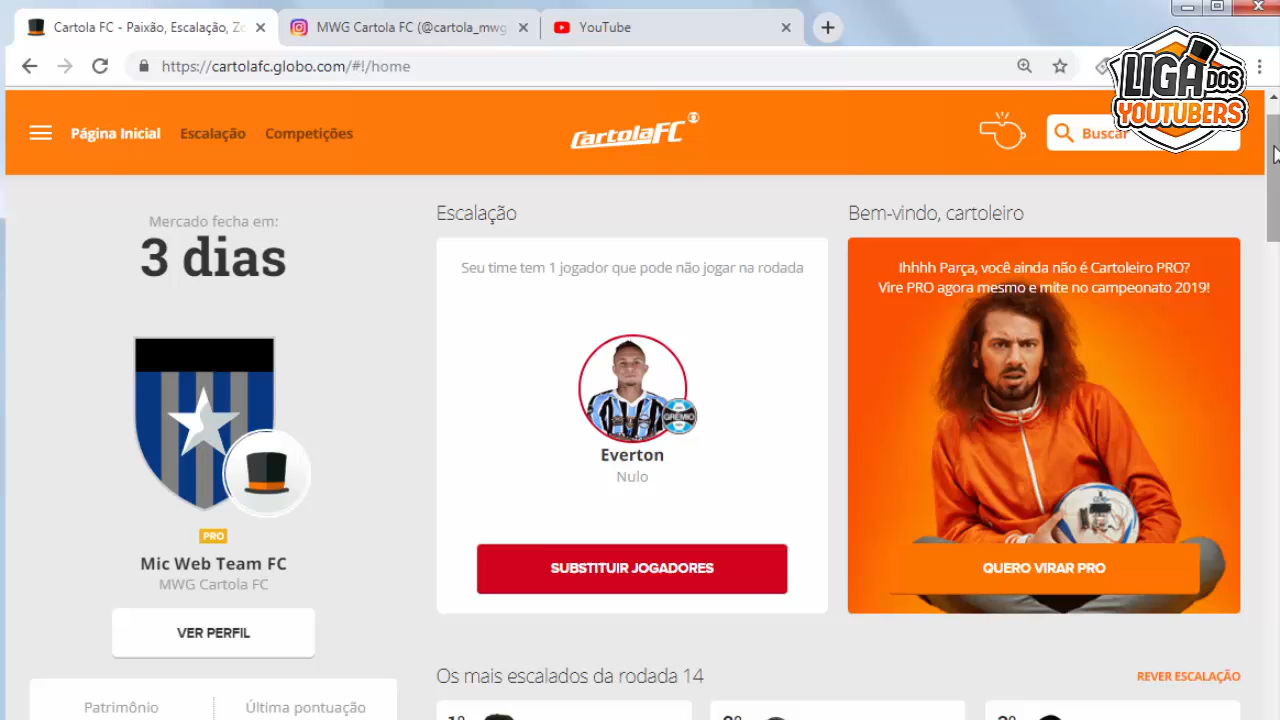 Cartola FC - Paixão, Escalação, Zo
MWG Cartola FC (@cartola_mwg
YouTube
https://cartolafc.globo.com/#!/home
LIGA DOS
YOUTUBERS
Página Inicial
Escalação
Competições
CartolaFC
Buscar
Mercado fecha em:
3 dias
PRO
Mic Web Team FC
MWG Cartola FC
VER PERFIL
Patrimônio
Última pontuação
Escalação
Seu time tem 1 jogador que pode não jogar na rodada
GRÊMIO
Everton
Nulo
SUBSTITUIR JOGADORES
Bem-vindo, cartoleiro
Ihhhh Parça, você ainda não é Cartoleiro PRO?
Vire PRO agora mesmo e mite no campeonato 2019!
QUERO VIRAR PRO
Os mais escalados da rodada 14
REVER ESCALAÇÃO